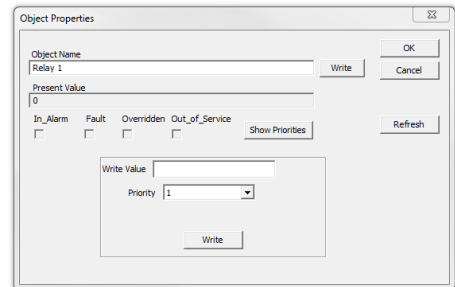 Object Properties
OK
Object Name
Relay 1
Write
Cancel
Present Value
0
In_Alarm Fault Overridden Out_of_Service
Show Priorities
Refresh
Write Value
Priority 1
Write